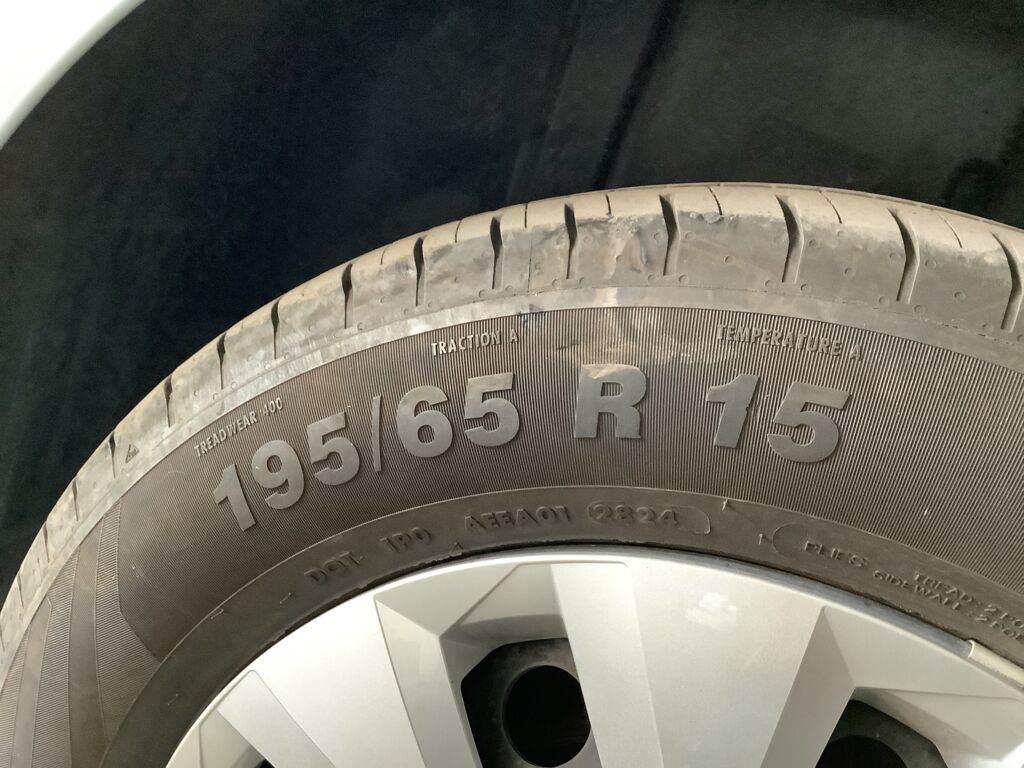 TREADWEAR 400
TRACTION A
TEMPERATURE A
195/65 R 15
DOT 1P0 AEEA01 2824
PLIES
TREAD:
SIDEWALL